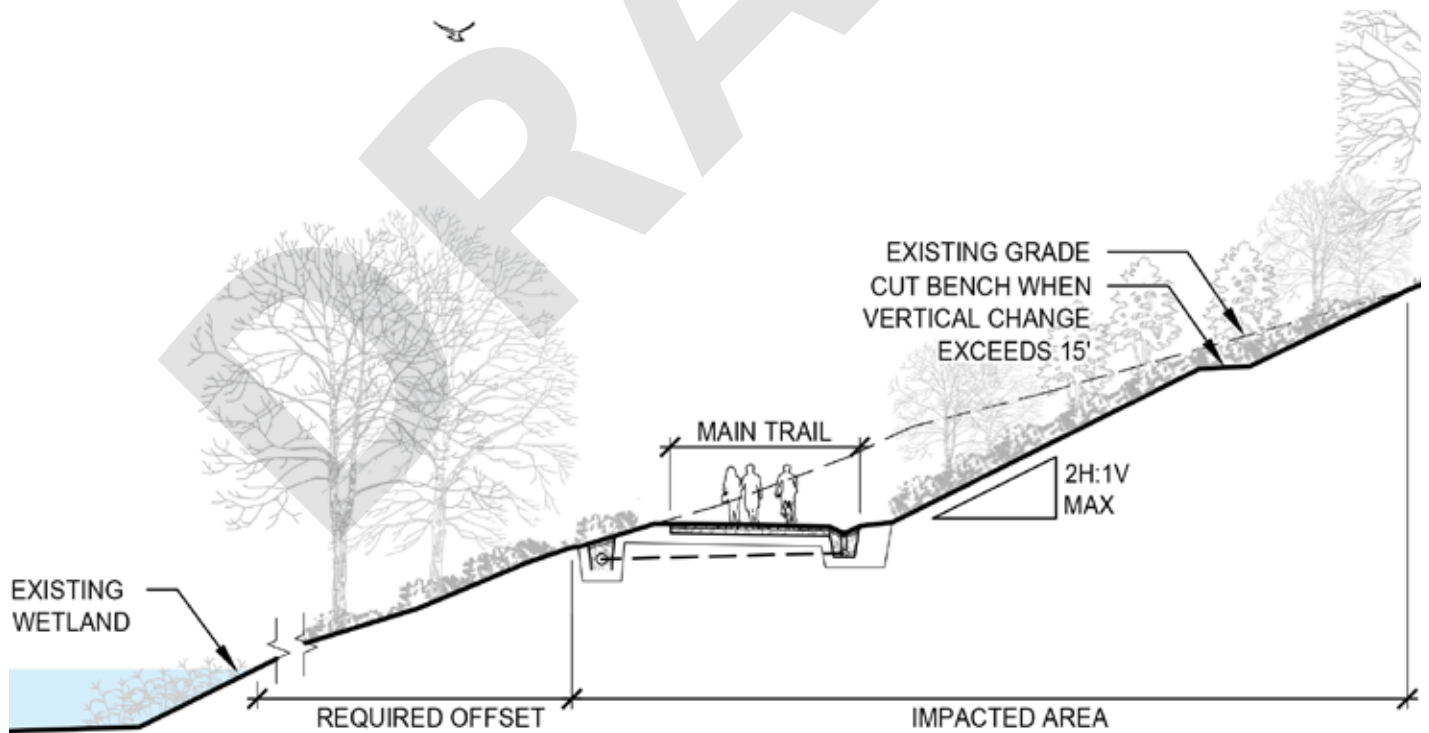 DRA
EXISTING GRADE
CUT BENCH WHEN
VERTICAL CHANGE
EXCEEDS 15'
MAIN TRAIL
2H:1V
MAX
EXISTING
WETLAND
REQUIRED OFFSET
IMPACTED AREA